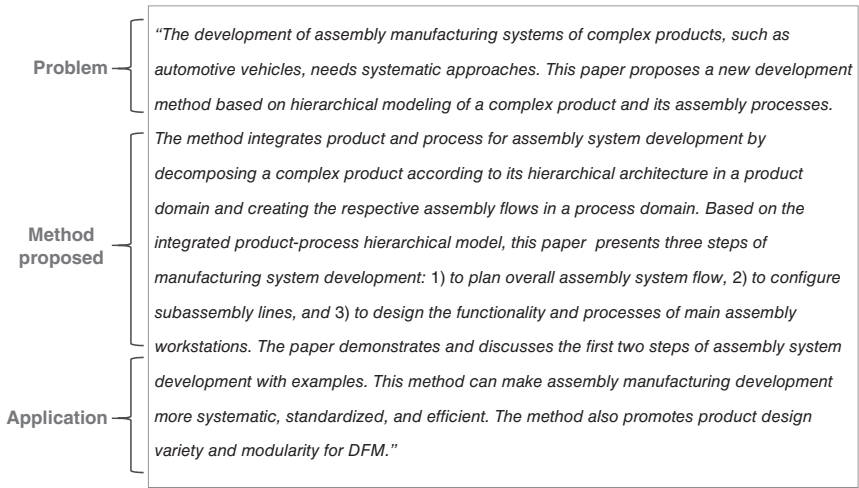 Problem
“The development of assembly manufacturing systems of complex products, such as
automotive vehicles, needs systematic approaches. This paper proposes a new development
method based on hierarchical modeling of a complex product and its assembly processes.
Method
proposed
The method integrates product and process for assembly system development by
decomposing a complex product according to its hierarchical architecture in a product
domain and creating the respective assembly flows in a process domain. Based on the
integrated product-process hierarchical model, this paper presents three steps of
manufacturing system development: 1) to plan overall assembly system flow, 2) to configure
subassembly lines, and 3) to design the functionality and processes of main assembly
workstations. The paper demonstrates and discusses the first two steps of assembly system
Application
development with examples. This method can make assembly manufacturing development
more systematic, standardized, and efficient. The method also promotes product design
variety and modularity for DFM.”